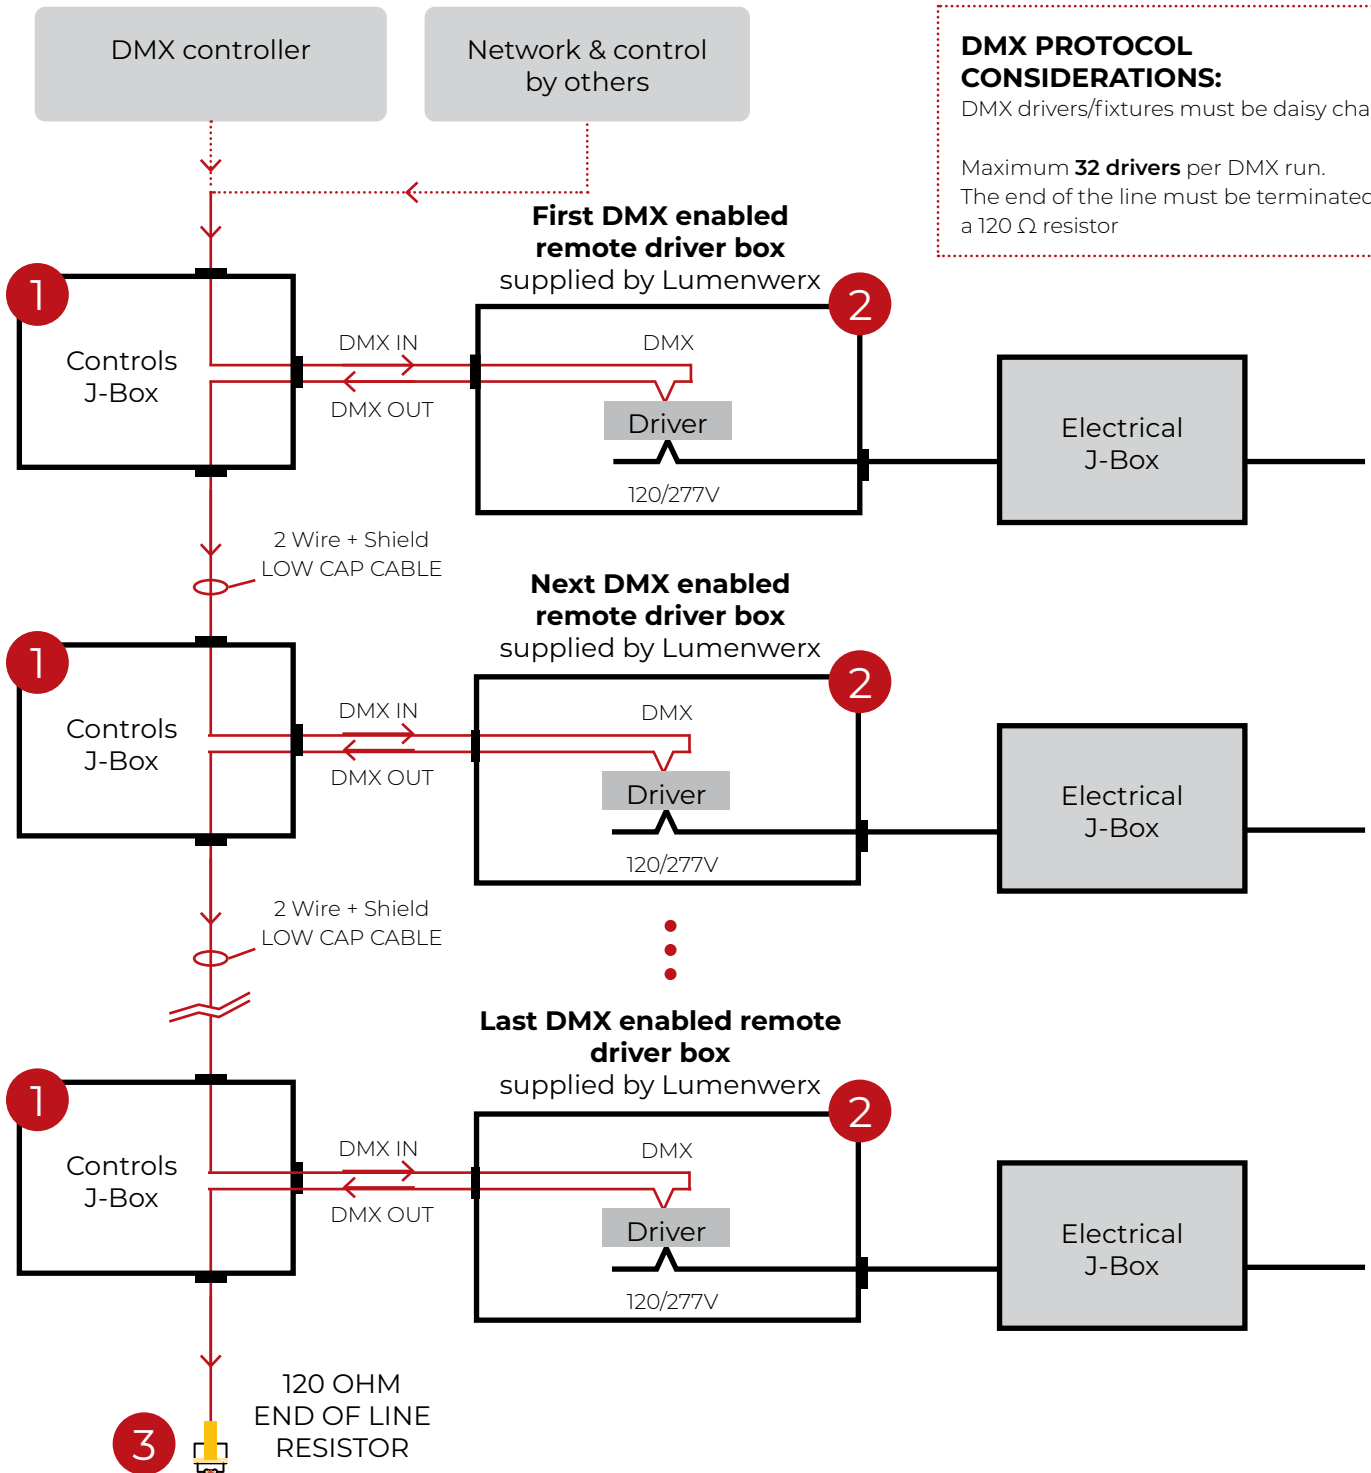 DMX controller
Network & control
by others
DMX PROTOCOL
CONSIDERATIONS:
DMX drivers/fixtures must be daisy cha
Maximum 32 drivers per DMX run.
The end of the line must be terminated
a 120 Ω resistor
First DMX enabled
remote driver box
supplied by Lumenwerx
1
2
Controls
J-Box
DMX IN
DMX OUT
DMX
Driver
120/277V
Electrical
J-Box
2 Wire + Shield
LOW CAP CABLE
Next DMX enabled
remote driver box
supplied by Lumenwerx
1
2
Controls
J-Box
DMX IN
DMX OUT
DMX
Driver
120/277V
Electrical
J-Box
2 Wire + Shield
LOW CAP CABLE
Last DMX enabled remote
driver box
supplied by Lumenwerx
1
2
Controls
J-Box
DMX IN
DMX OUT
DMX
Driver
120/277V
Electrical
J-Box
120 OHM
END OF LINE
RESISTOR
3